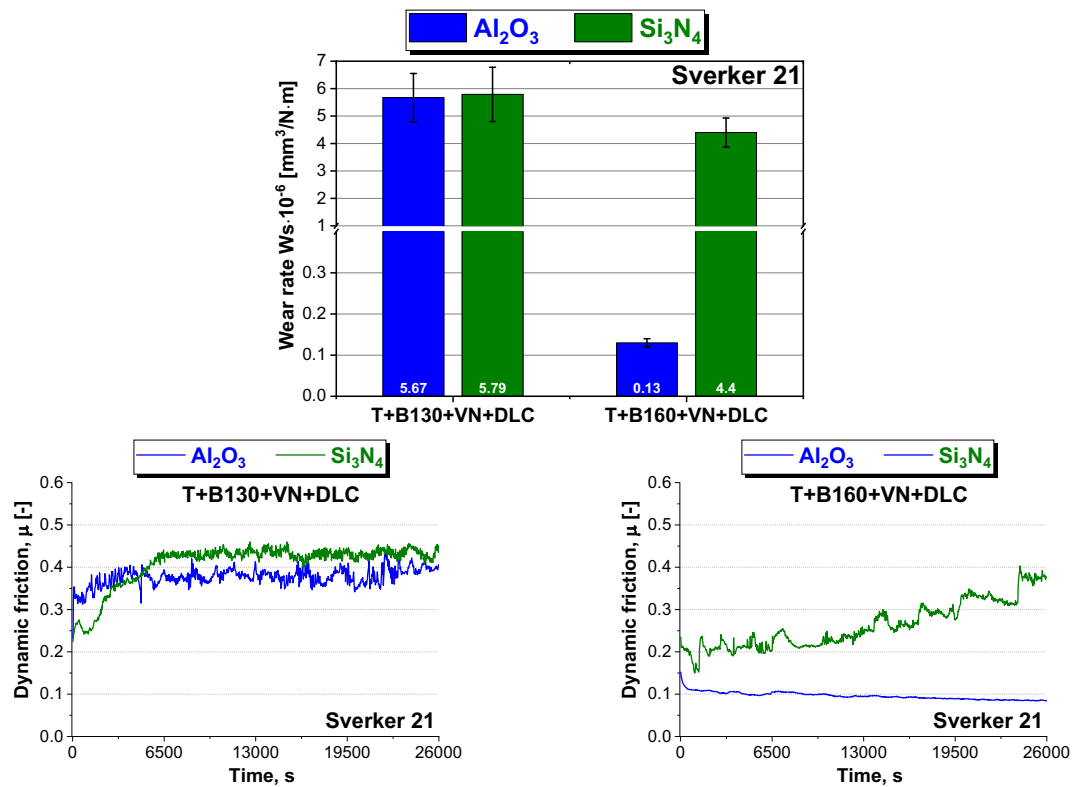 Al₂O₃ Si₃N₄
Sverker 21
Wear rate Ws·10⁻⁶ [mm³/N·m]
7
6
5
4
3
2
1
0.3
0.2
0.1
0.0
5.67 5.79 0.13 4.4
T+B130+VN+DLC T+B160+VN+DLC
Al₂O₃ Si₃N₄
T+B130+VN+DLC
Dynamic friction, μ [-]
0.6
0.5
0.4
0.3
0.2
0.1
0.0
Sverker 21
0 6500 13000 19500 26000
Time, s
Al₂O₃ Si₃N₄
T+B160+VN+DLC
Dynamic friction, μ [-]
0.6
0.5
0.4
0.3
0.2
0.1
0.0
Sverker 21
0 6500 13000 19500 26000
Time, s